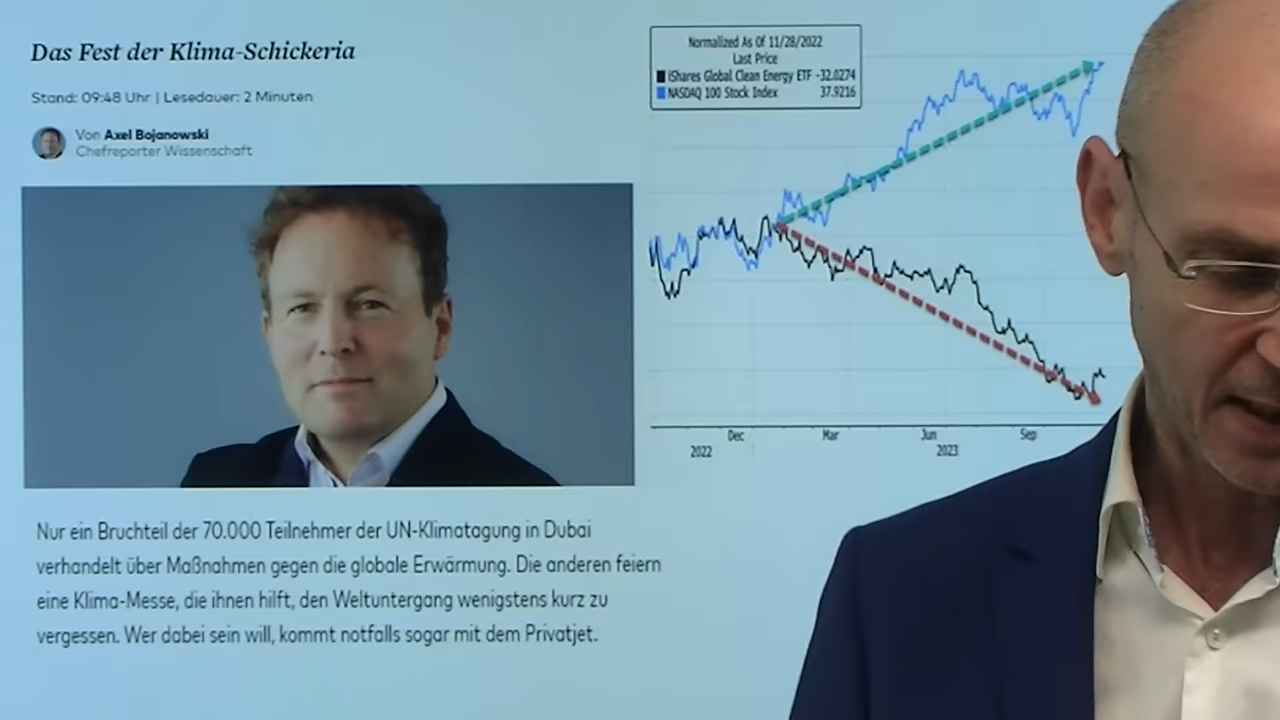 Das Fest der Klima-Schickeria
Stand: 09:48 Uhr | Lesedauer: 2 Minuten
Von Axel Bojanowski
Chefreporter Wissenschaft
Nur ein Bruchteil der 70.000 Teilnehmer der UN-Klimatagung in Dubai
verhandelt über Maßnahmen gegen die globale Erwärmung. Die anderen feiern
eine Klima-Messe, die ihnen hilft, den Weltuntergang wenigstens kurz zu
vergessen. Wer dabei sein will, kommt notfalls sogar mit dem Privatjet.
Normalized As Of 11/28/2022
Last Price
iShares Global Clean Energy ETF -32.0274
NASDAQ 100 Stock Index 37.9216
Dec Mar Jun Sep
2022 2023